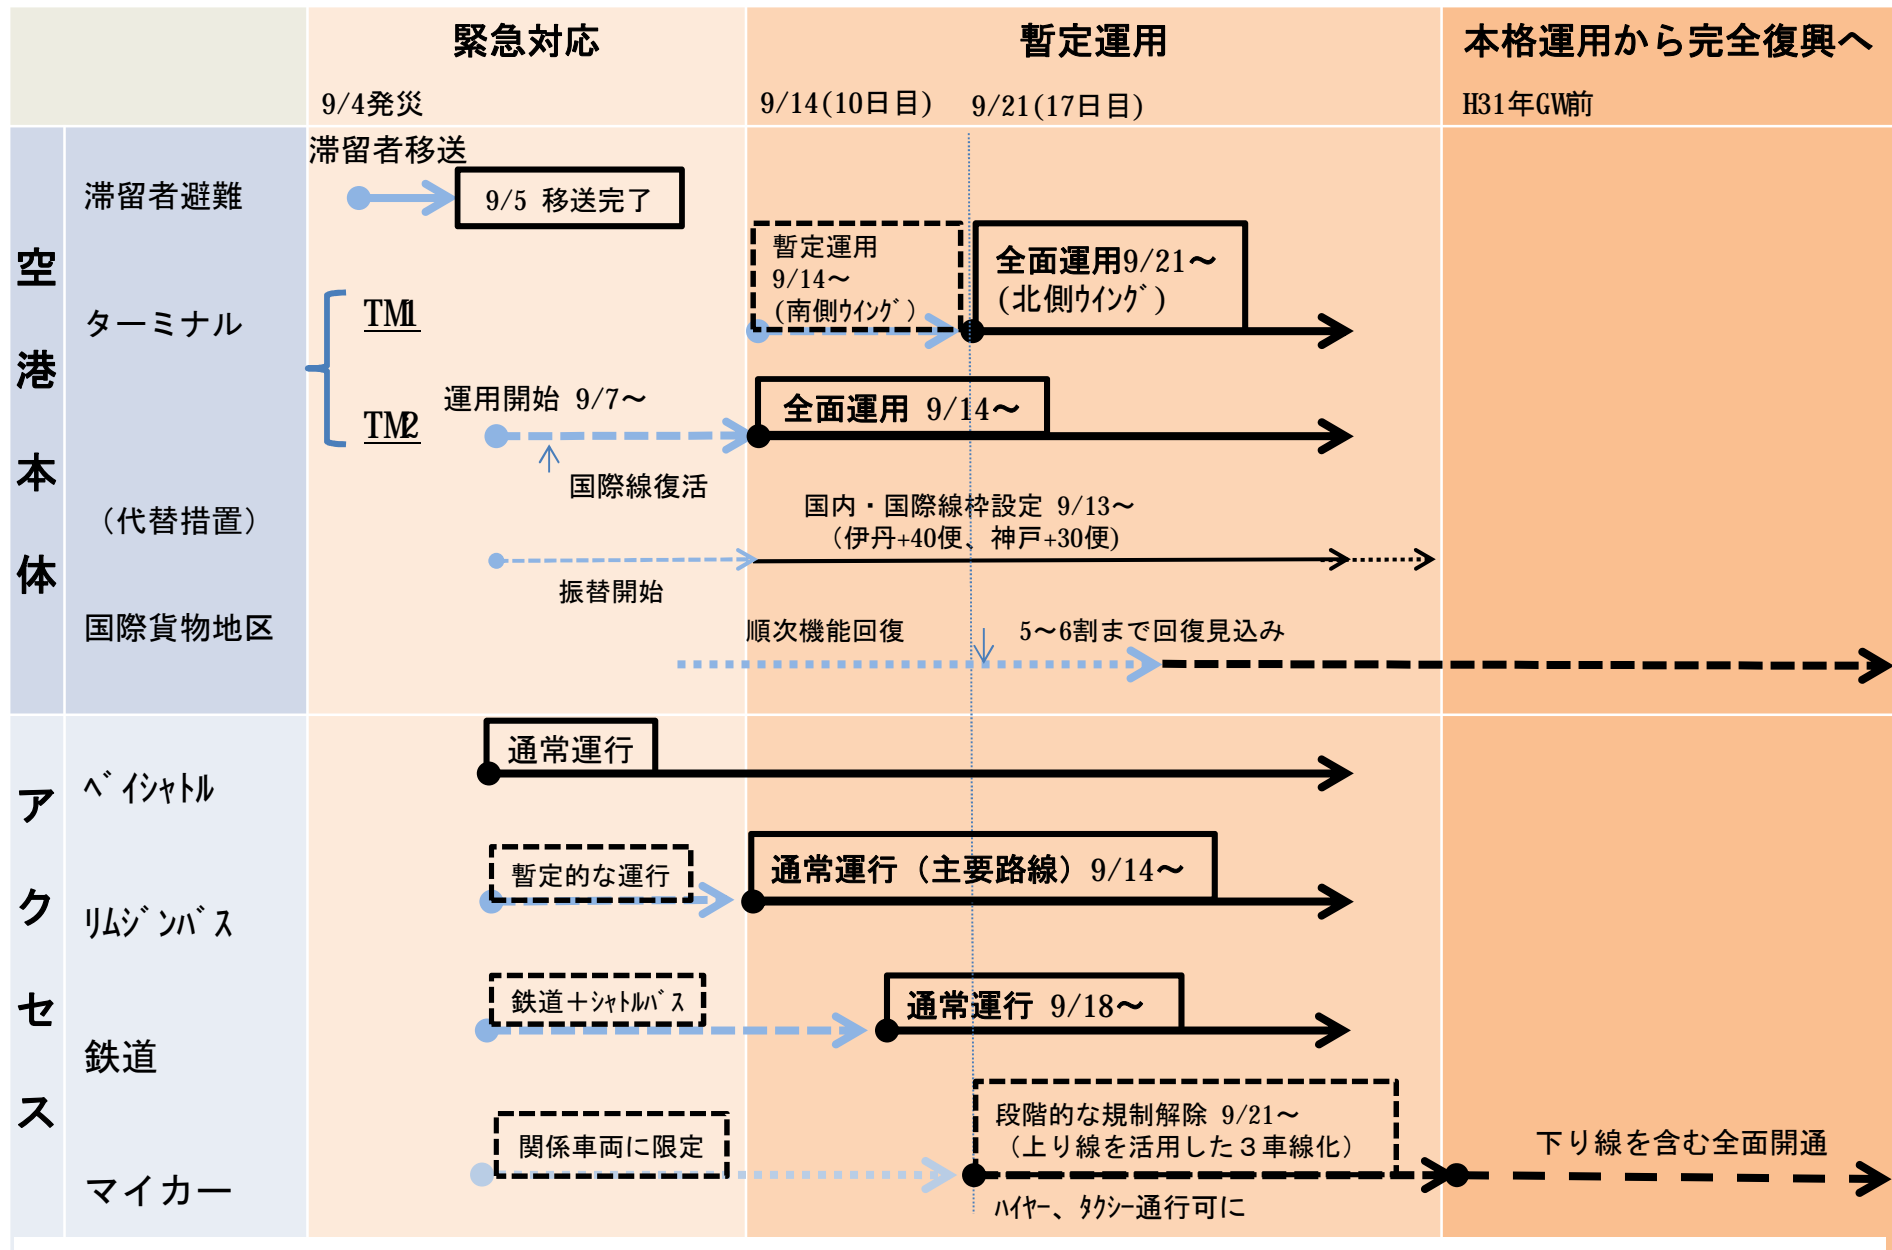 緊急対応
暫定運用
本格運用から完全復興へ
9/4発災
9/14(10日目)
9/21(17日目)
H31年GW前
空港本体
滞留者避難
滞留者移送
9/5 移送完了
ターミナル
TM1
暫定運用
9/14～
(南側ｳｲﾝｸﾞ)
全面運用9/21～
(北側ｳｲﾝｸﾞ)
TM2
運用開始 9/7～
全面運用 9/14～
国際線復活
（代替措置）
国内・国際線枠設定 9/13～
（伊丹+40便、神戸+30便)
振替開始
国際貨物地区
順次機能回復
5～6割まで回復見込み
アクセス
ﾍﾞｲｼｬﾄﾙ
通常運行
ﾘﾑｼﾞﾝﾊﾞｽ
暫定的な運行
通常運行（主要路線）9/14～
鉄道
鉄道＋ｼｬﾄﾙﾊﾞｽ
通常運行 9/18～
マイカー
関係車両に限定
段階的な規制解除 9/21～
（上り線を活用した３車線化）
ﾊｲﾔｰ、ﾀｸｼｰ通行可に
下り線を含む全面開通